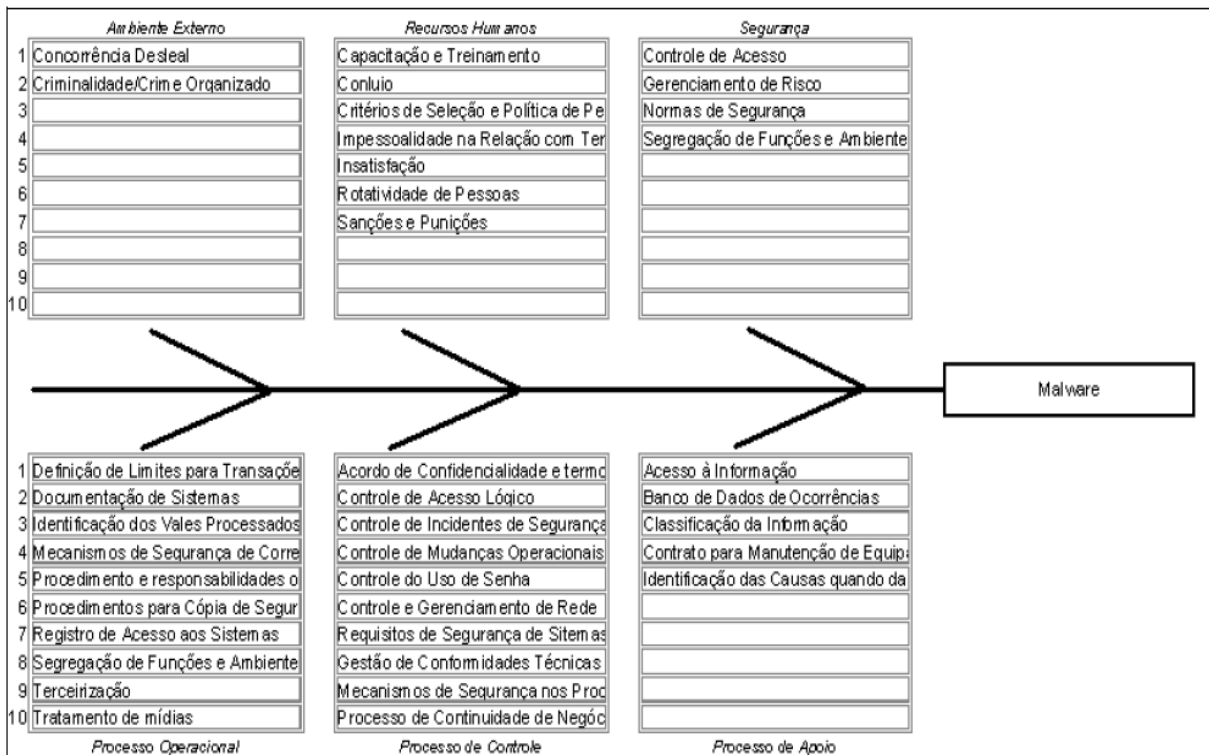 Ambiente Externo
1 Concorrência Desleal
2 Criminalidade/Crime Organizado
3
4
5
6
7
8
9
10
Recursos Humanos
Capacitação e Treinamento
Conluio
Critérios de Seleção e Política de Pe
Impessoalidade na Relação com Ter
Insatisfação
Rotatividade de Pessoas
Sanções e Punições
Segurança
Controle de Acesso
Gerenciamento de Risco
Normas de Segurança
Segregação de Funções e Ambiente
Malware
1 Definição de Limites para Transaçõe
2 Documentação de Sistemas
3 Identificação dos Vales Processados
4 Mecanismos de Segurança de Corre
5 Procedimento e responsabilidades o
6 Procedimentos para Cópia de Segur
7 Registro de Acesso aos Sistemas
8 Segregação de Funções e Ambiente
9 Terceirização
10 Tratamento de mídias
Processo Operacional
Acordo de Confidencialidade e termo
Controle de Acesso Lógico
Controle de Incidentes de Segurança
Controle de Mudanças Operacionais
Controle do Uso de Senha
Controle e Gerenciamento de Rede
Requisitos de Segurança de Sitemas
Gestão de Conformidades Técnicas
Mecanismos de Segurança nos Proc
Processo de Continuidade de Negóc
Processo de Controle
Acesso à Informação
Banco de Dados de Ocorrências
Classificação da Informação
Contrato para Manutenção de Equipa
Identificação das Causas quando da
Processo de Apoio